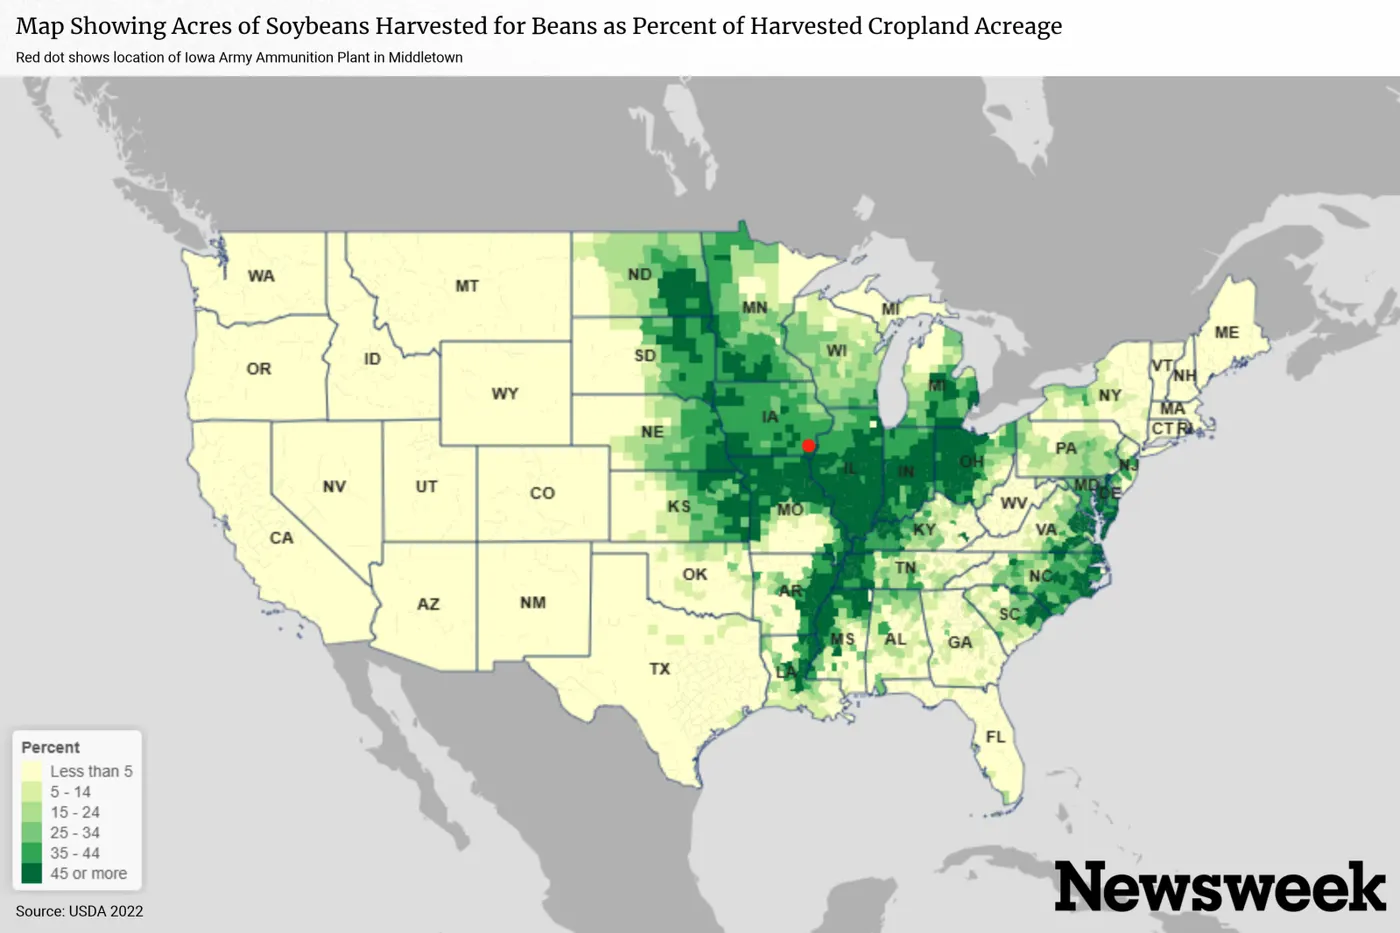 Map Showing Acres of Soybeans Harvested for Beans as Percent of Harvested Cropland Acreage
Red dot shows location of Iowa Army Ammunition Plant in Middletown
WA
MT
ND
MN
MI
ME
OR
ID
SD
WI
VT
NH
WY
MI
NY
MA
IA
CT
RI
NE
PA
NV
UT
CO
IL
IN
OH
NJ
MD
DE
KS
MO
WV
CA
KY
VA
OK
TN
NC
AZ
NM
AR
SC
TX
MS
AL
GA
LA
FL
Percent
Less than 5
5 - 14
15 - 24
25 - 34
35 - 44
45 or more
Source: USDA 2022
Newsweek